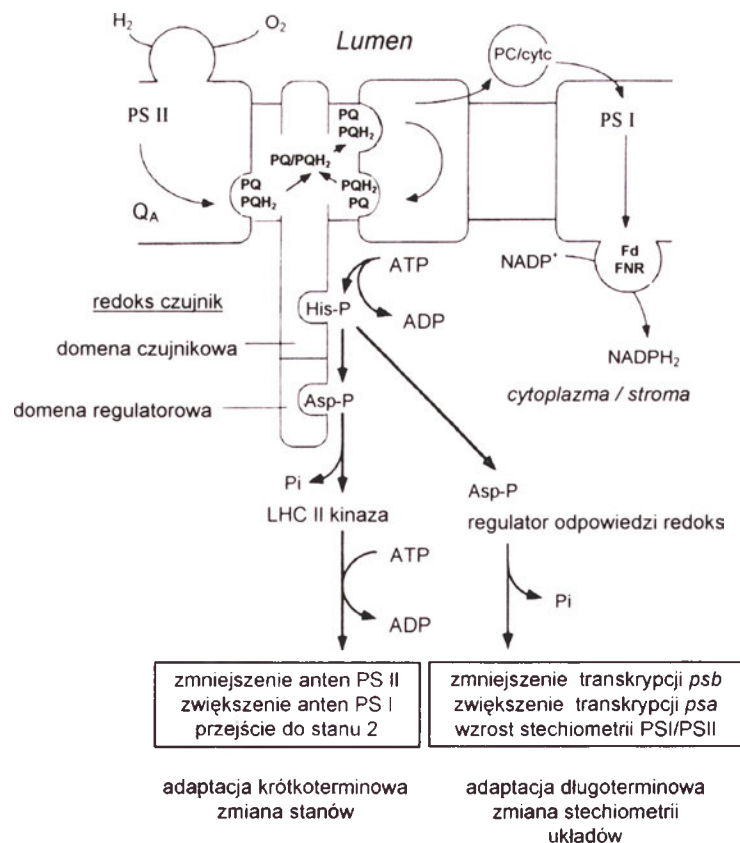 H₂
O₂
Lumen
PC/cytc
PS II
PS I
PQ
PQH₂
PQ/PQH₂
PQ
PQH₂
PQH₂
PQ
Q_A
Fd
FNR
NADP⁺
NADPH₂
ATP
ADP
redoks czujnik
His-P
domena czujnikowa
cytoplazma / stroma
domena regulatorowa
Asp-P
Pi
Asp-P
LHC II kinaza
regulator odpowiedzi redoks
ATP
ADP
Pi
zmniejszenie anten PS II
zwiększenie anten PS I
przejście do stanu 2
zmniejszenie transkrypcji psb
zwiększenie transkrypcji psa
wzrost stechiometrii PSI/PSII
adaptacja krótkoterminowa
zmiana stanów
adaptacja długoterminowa
zmiana stechiometrii
układów